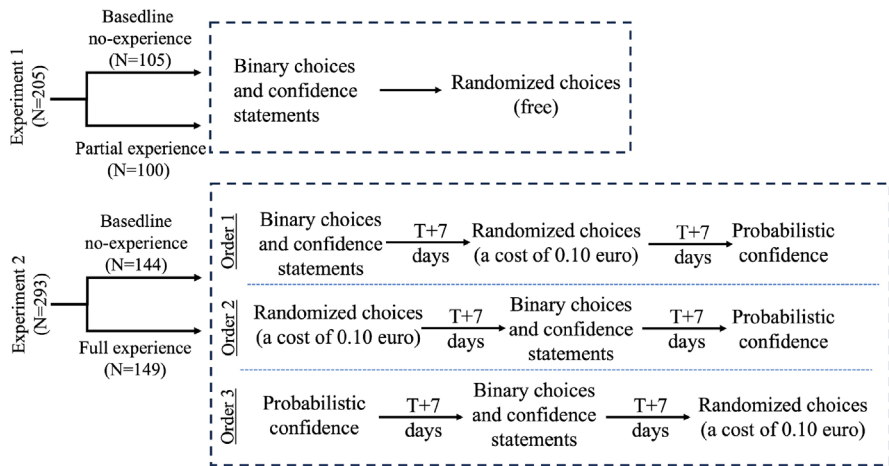 Experiment 1
(N=205)
Basedline
no-experience
(N=105)
Partial experience
(N=100)
Binary choices
and confidence
statements
Randomized choices
(free)
Experiment 2
(N=293)
Basedline
no-experience
(N=144)
Full experience
(N=149)
Order 1
Binary choices
and confidence
statements
T+7
days
Randomized choices
(a cost of 0.10 euro)
T+7
days
Probabilistic
confidence
Order 2
Randomized choices
(a cost of 0.10 euro)
T+7
days
Binary choices
and confidence
statements
T+7
days
Probabilistic
confidence
Order 3
Probabilistic
confidence
T+7
days
Binary choices
and confidence
statements
T+7
days
Randomized choices
(a cost of 0.10 euro)